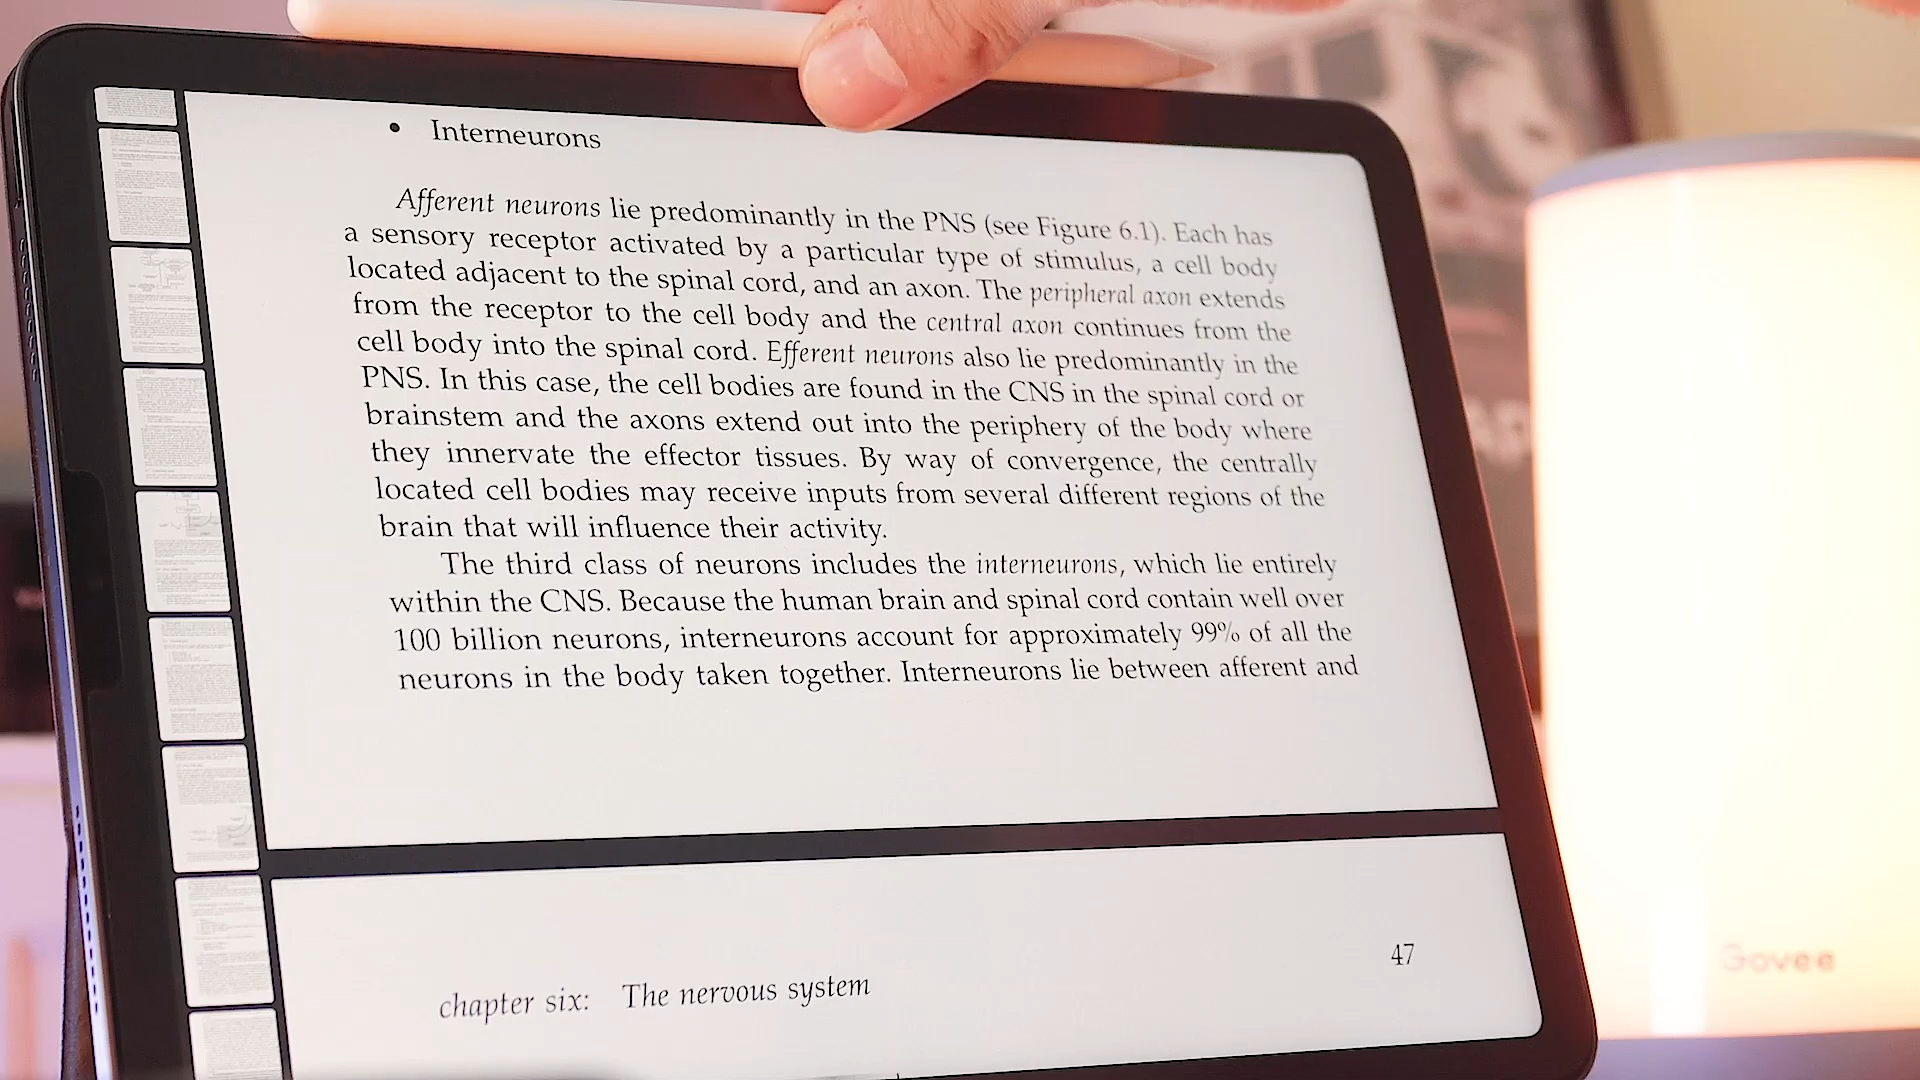 • Interneurons
Afferent neurons lie predominantly in the PNS (see Figure 6.1). Each has
a sensory receptor activated by a particular type of stimulus, a cell body
located adjacent to the spinal cord, and an axon. The peripheral axon extends
from the receptor to the cell body and the central axon continues from the
cell body into the spinal cord. Efferent neurons also lie predominantly in the
PNS. In this case, the cell bodies are found in the CNS in the spinal cord or
brainstem and the axons extend out into the periphery of the body where
they innervate the effector tissues. By way of convergence, the centrally
located cell bodies may receive inputs from several different regions of the
brain that will influence their activity.
The third class of neurons includes the interneurons, which lie entirely
within the CNS. Because the human brain and spinal cord contain well over
100 billion neurons, interneurons account for approximately 99% of all the
neurons in the body taken together. Interneurons lie between afferent and
chapter six: The nervous system 47
Govee